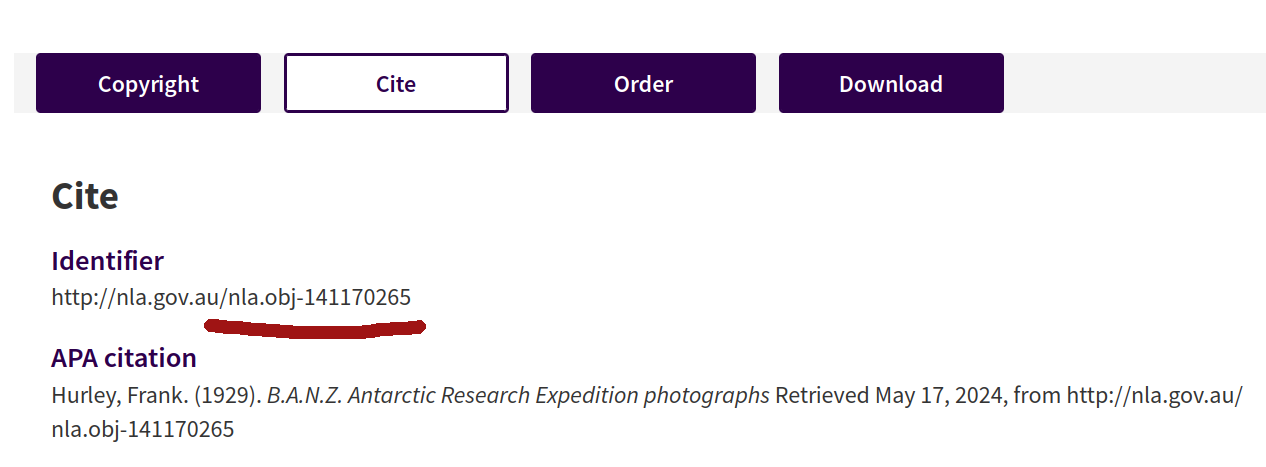 Copyright Cite Order Download
Cite
Identifier
http://nla.gov.au/nla.obj-141170265
APA citation
Hurley, Frank. (1929). B.A.N.Z. Antarctic Research Expedition photographs Retrieved May 17, 2024, from http://nla.gov.au/
nla.obj-141170265